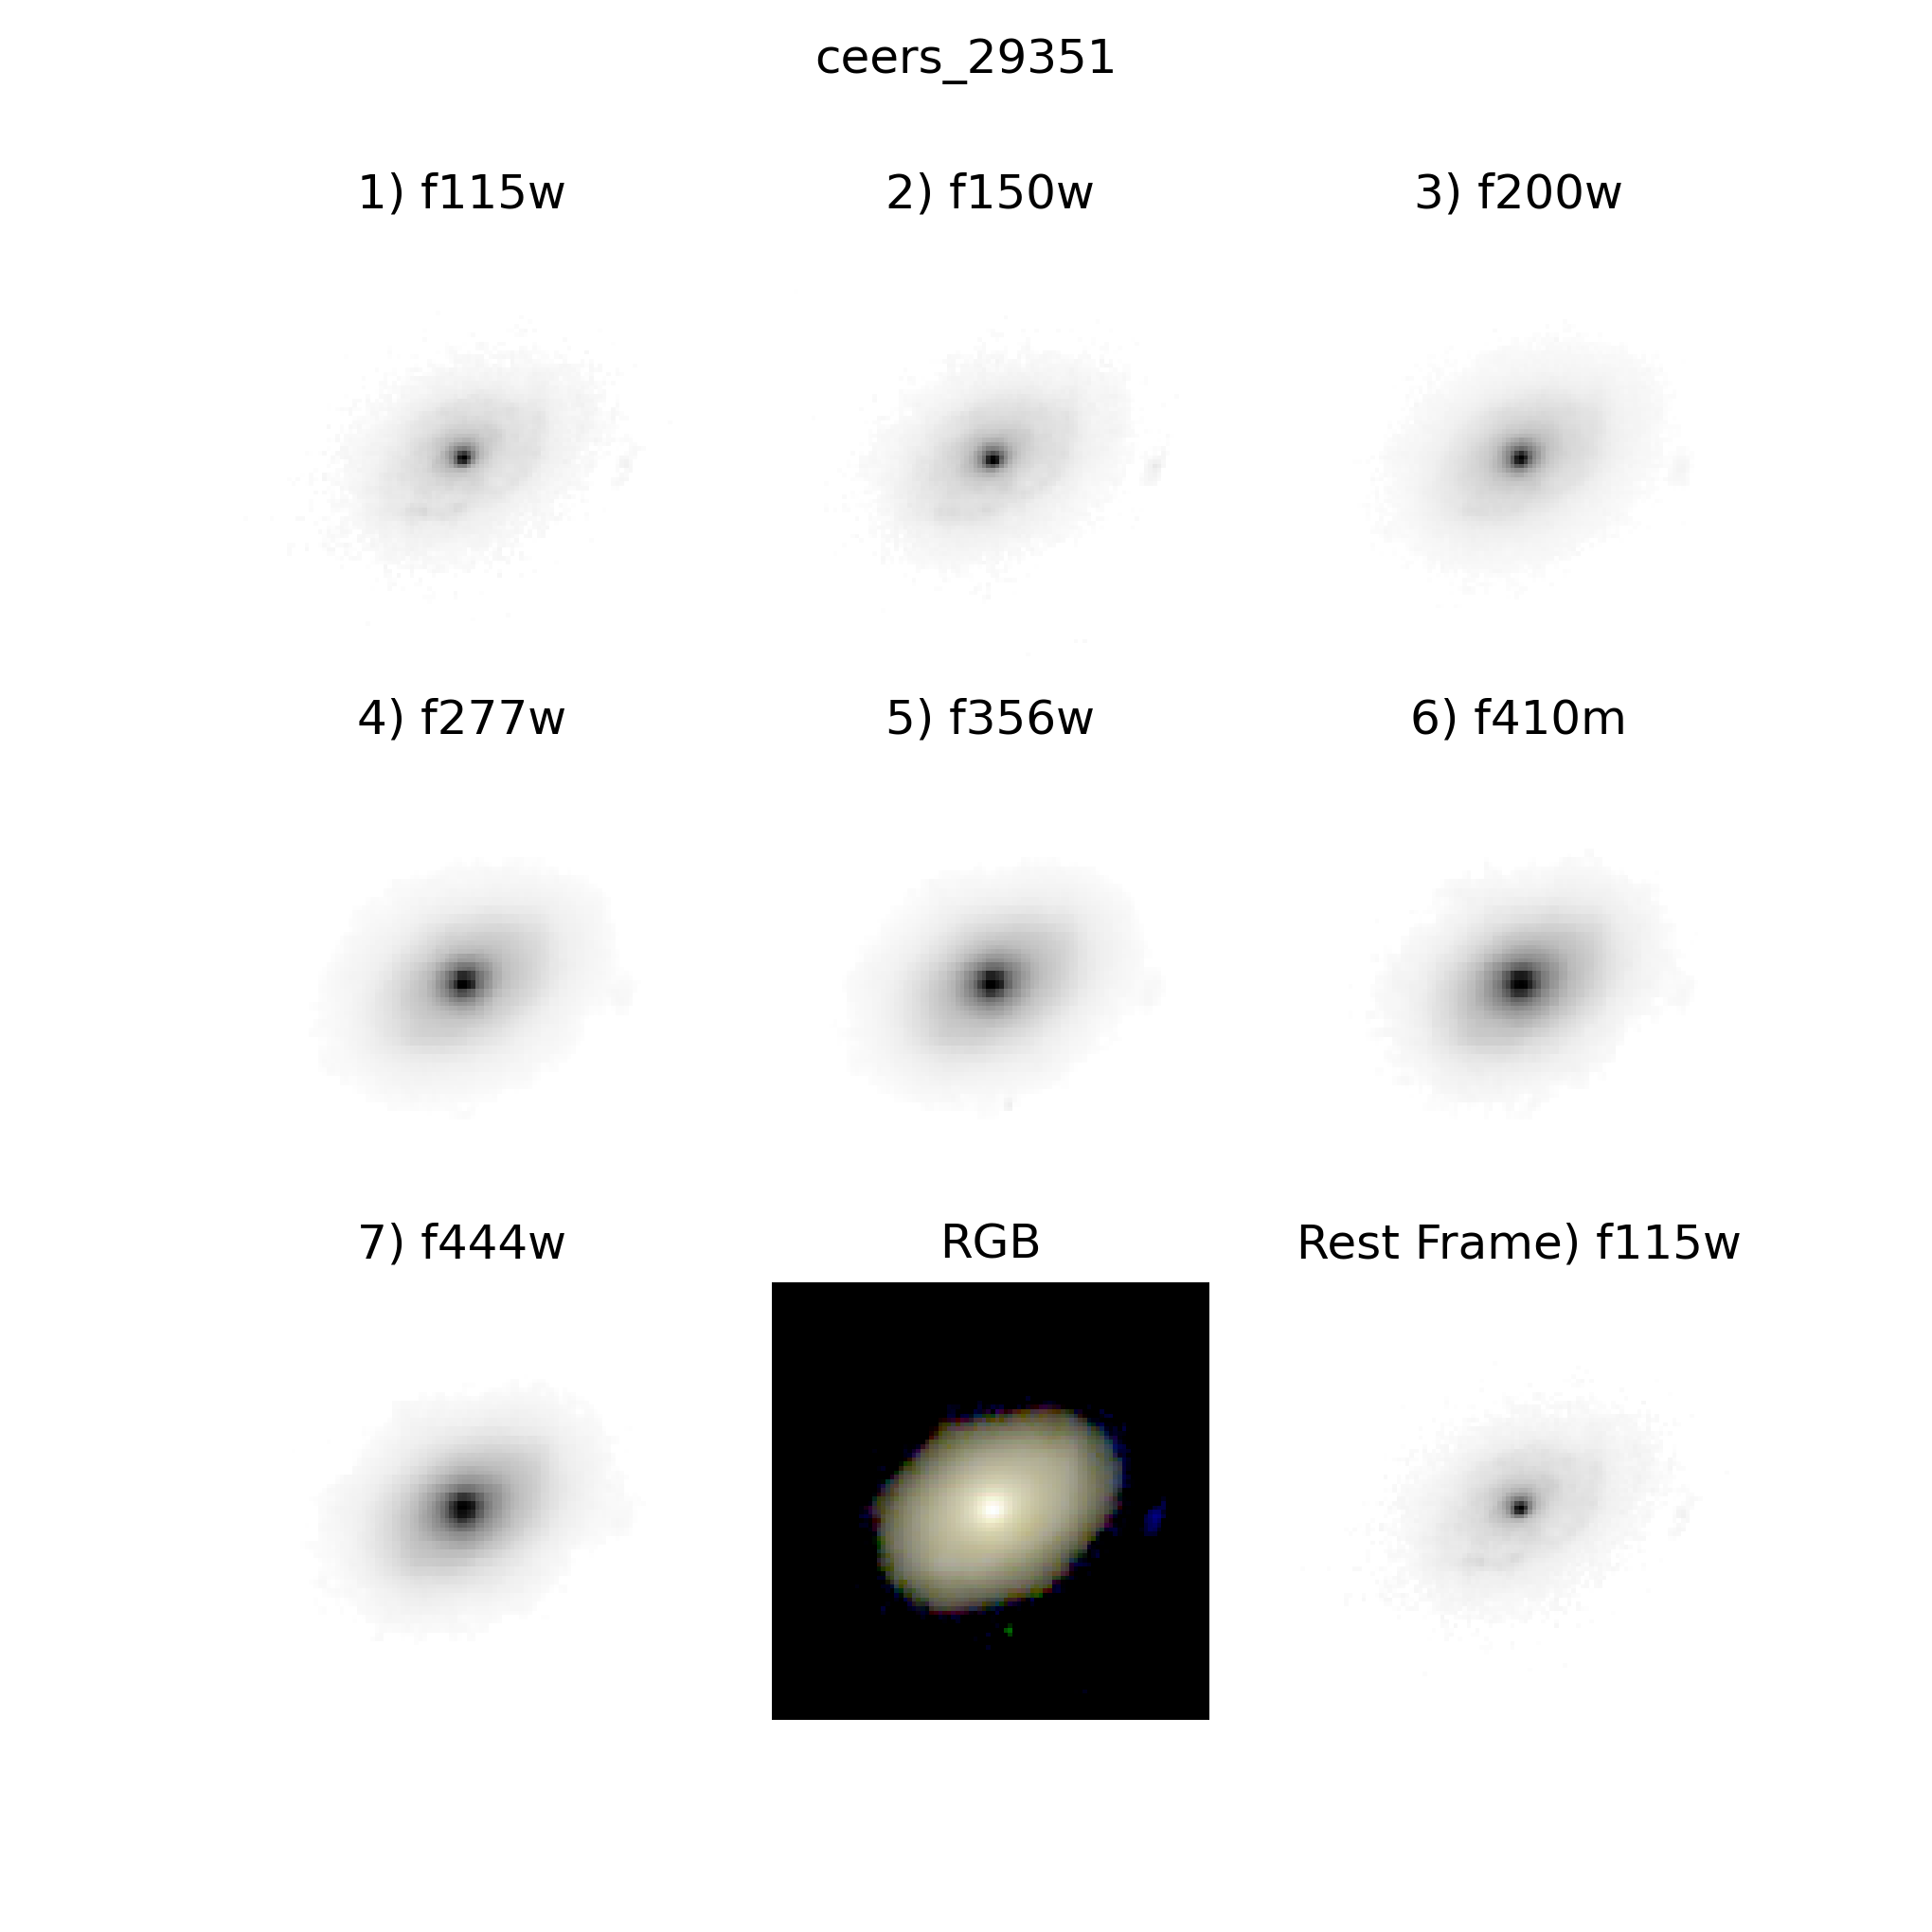 ceers_29351
1) f115w
2) f150w
3) f200w
4) f277w
5) f356w
6) f410m
7) f444w
RGB
Rest Frame) f115w